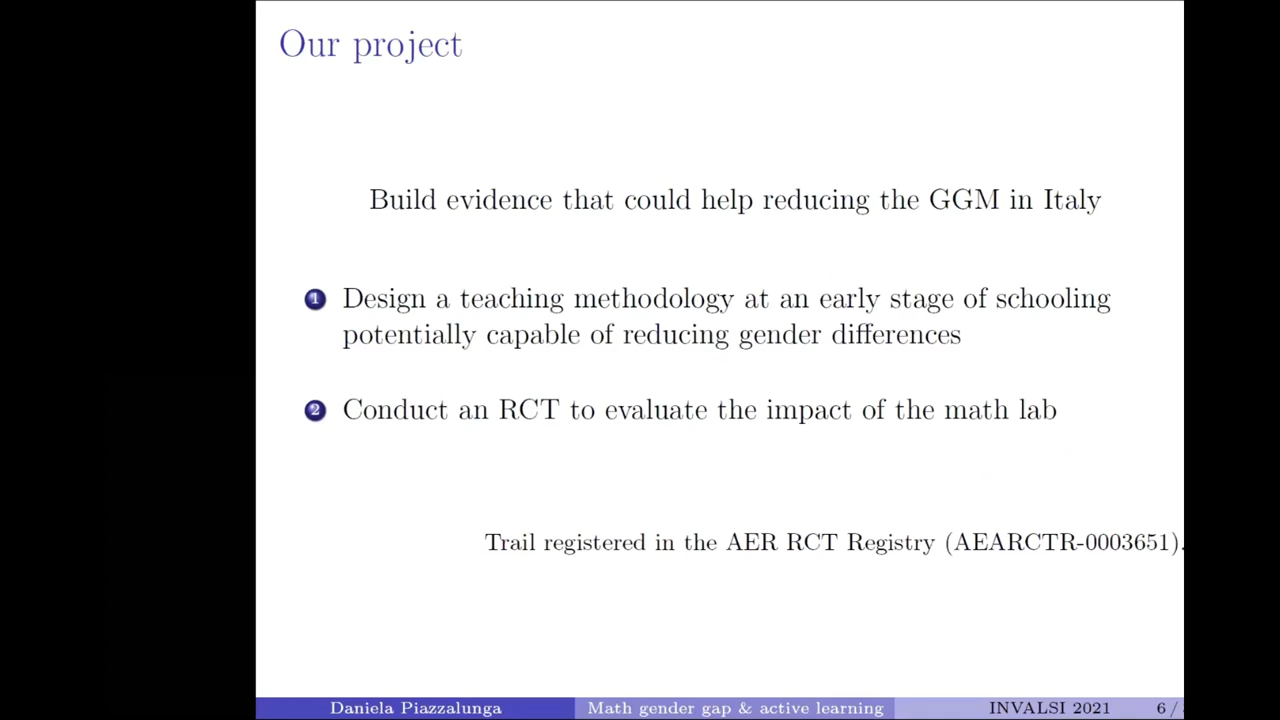 Our project
Build evidence that could help reducing the GGM in Italy
1 Design a teaching methodology at an early stage of schooling
potentially capable of reducing gender differences
2 Conduct an RCT to evaluate the impact of the math lab
Trail registered in the AER RCT Registry (AEARCTR-0003651).
Daniela Piazzalunga Math gender gap & active learning INVALSI 2021 6 /